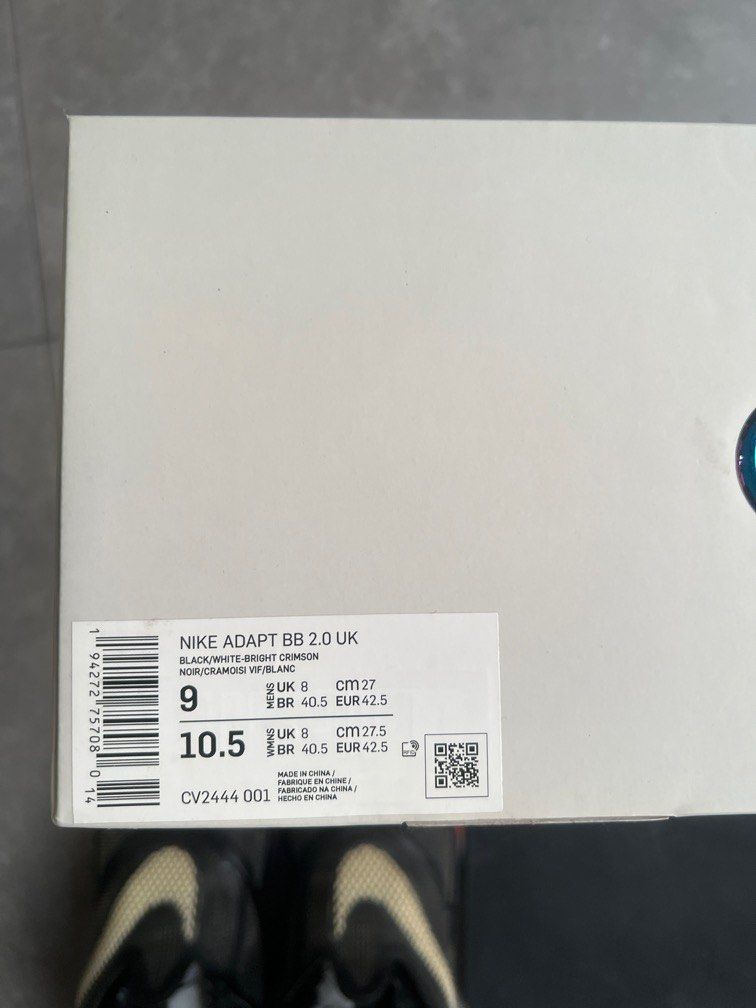 NIKE ADAPT BB 2.0 UK
BLACK/WHITE-BRIGHT CRIMSON
NOIR/CRAMOISI VIF/BLANC
9 MENS UK 8 cm 27
BR 40.5 EUR 42.5
10.5 WMNS UK 8 cm 27.5
BR 40.5 EUR 42.5
RFID
CV2444 001
MADE IN CHINA /
FABRIQUE EN CHINE /
FABRICADO NA CHINA /
HECHO EN CHINA
1 94272 75708 0 14